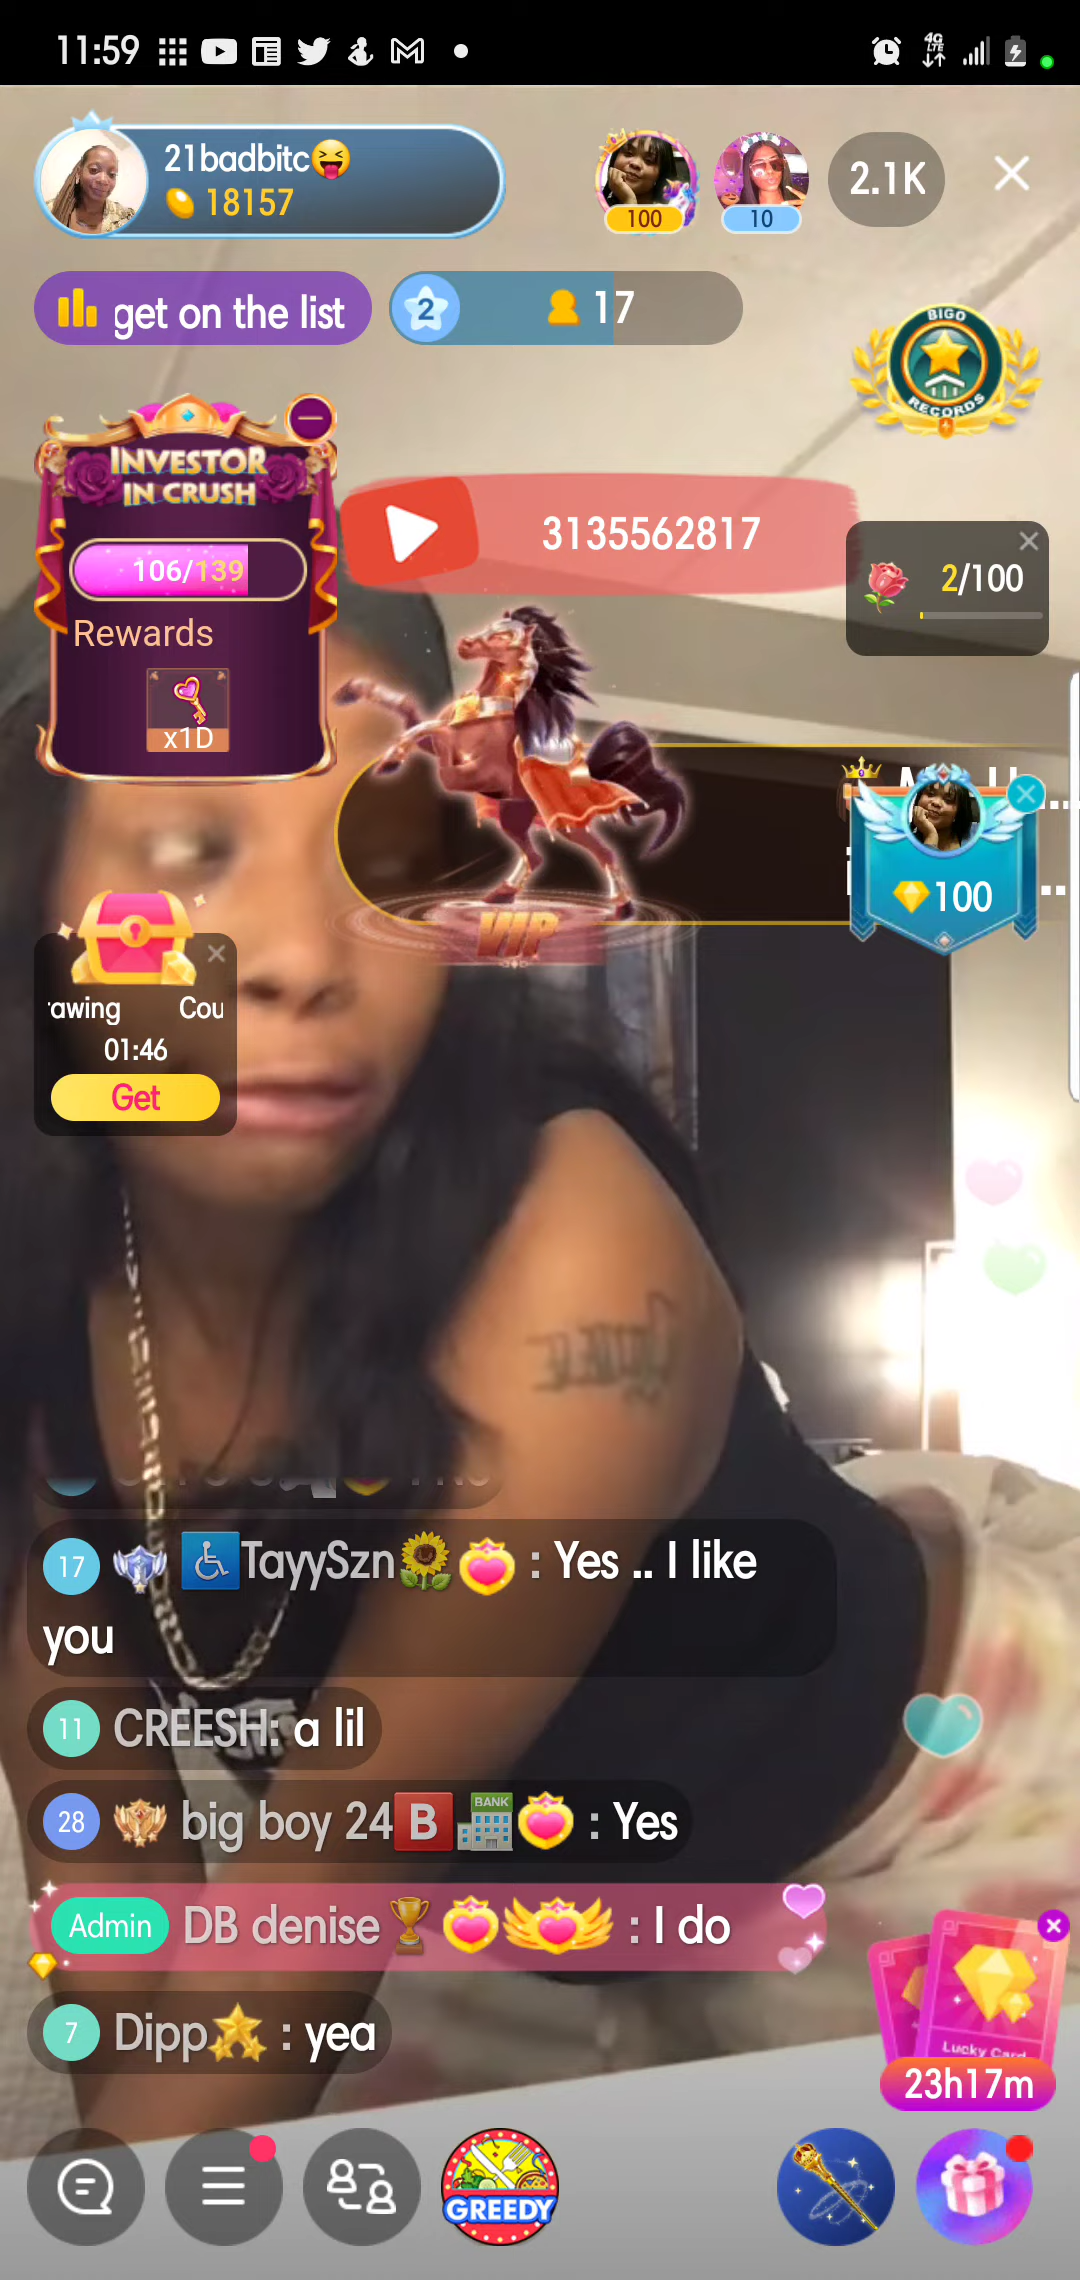 11:59
4G
LTE
21badbitc😝
18157
100
10
2.1K
get on the list
2
17
BIGO
RECORDS
INVESTOR
IN CRUSH
106/139
Rewards
x1D
3135562817
2/100
VIP
100
awing Cou
01:46
Get
17 ♿TayySzn🌻 : Yes .. I like
you
11 CREESH: a lil
28 big boy 24🅱🏦 : Yes
Admin DB denise🏆 : I do
7 Dipp : yea
Lucky Card
23h17m
GREEDY